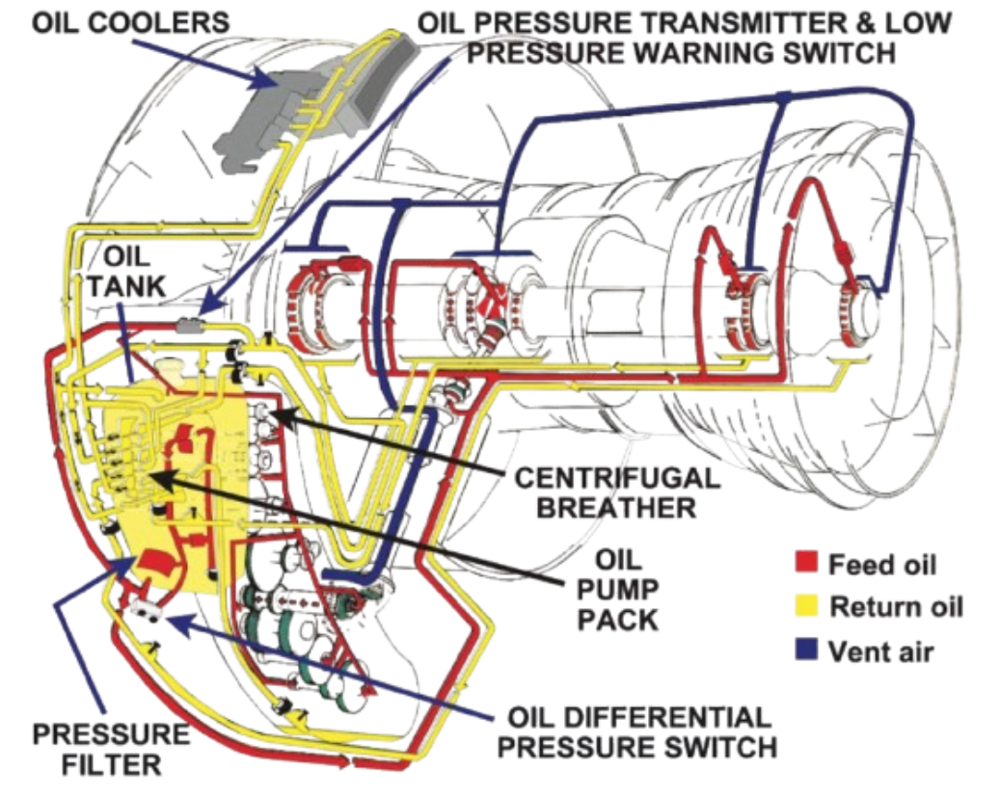 OIL COOLERS
OIL PRESSURE TRANSMITTER & LOW
PRESSURE WARNING SWITCH
OIL
TANK
CENTRIFUGAL
BREATHER
OIL
PUMP
PACK
Feed oil
Return oil
Vent air
PRESSURE
FILTER
OIL DIFFERENTIAL
PRESSURE SWITCH